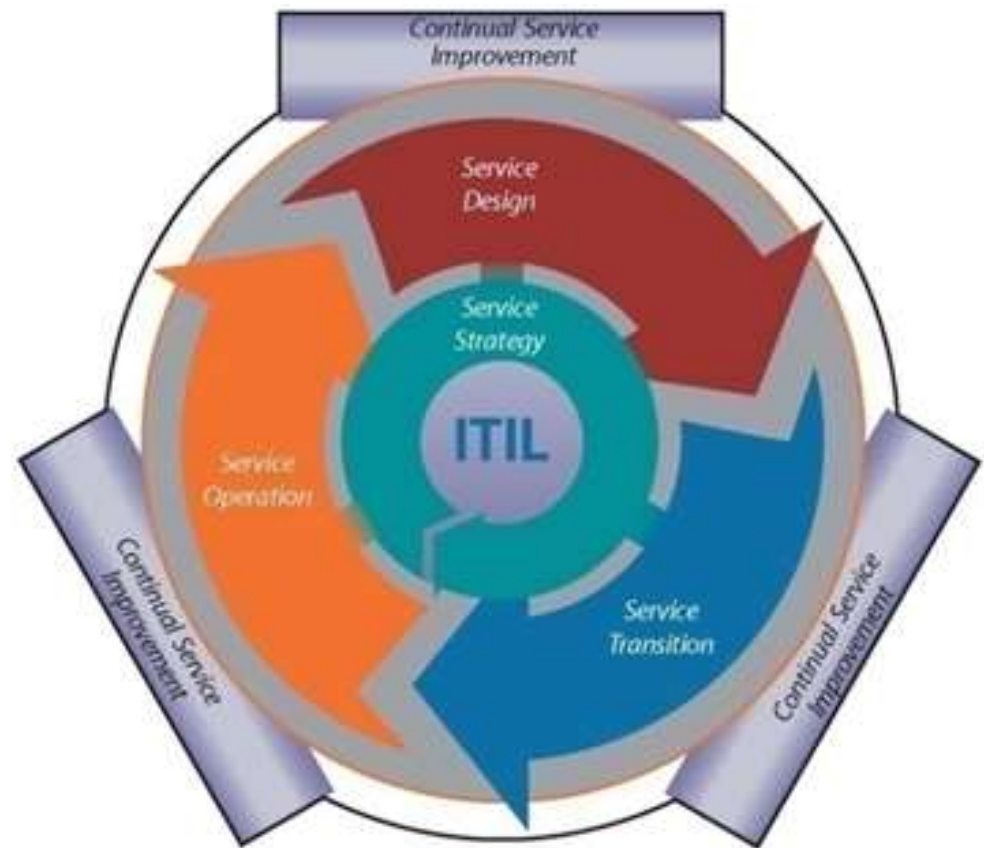 Continual Service
Improvement
Service
Design
Service
Strategy
ITIL
Service
Operation
Service
Transition
Continual Service
Improvement
Continual Service
Improvement